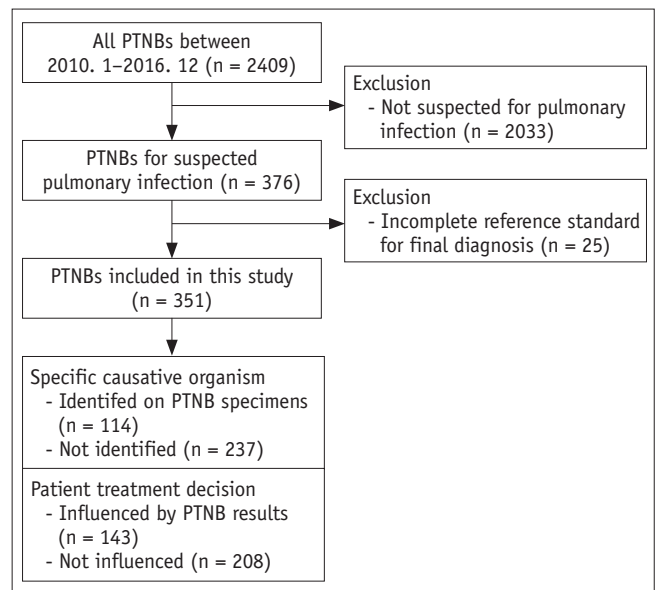 All PTNBs between
2010. 1–2016. 12 (n = 2409)
Exclusion
- Not suspected for pulmonary
infection (n = 2033)
PTNBs for suspected
pulmonary infection (n = 376)
Exclusion
- Incomplete reference standard
for final diagnosis (n = 25)
PTNBs included in this study
(n = 351)
Specific causative organism
- Identifed on PTNB specimens
(n = 114)
- Not identified (n = 237)
Patient treatment decision
- Influenced by PTNB results
(n = 143)
- Not influenced (n = 208)